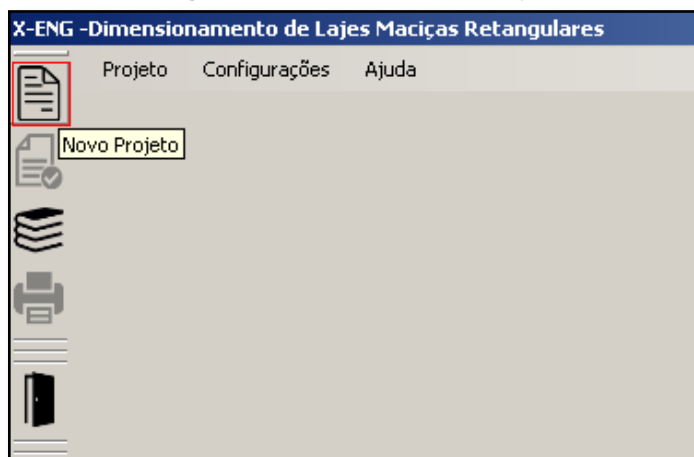 X-ENG -Dimensionamento de Lajes Maciças Retangulares
Projeto Configurações Ajuda
Novo Projeto